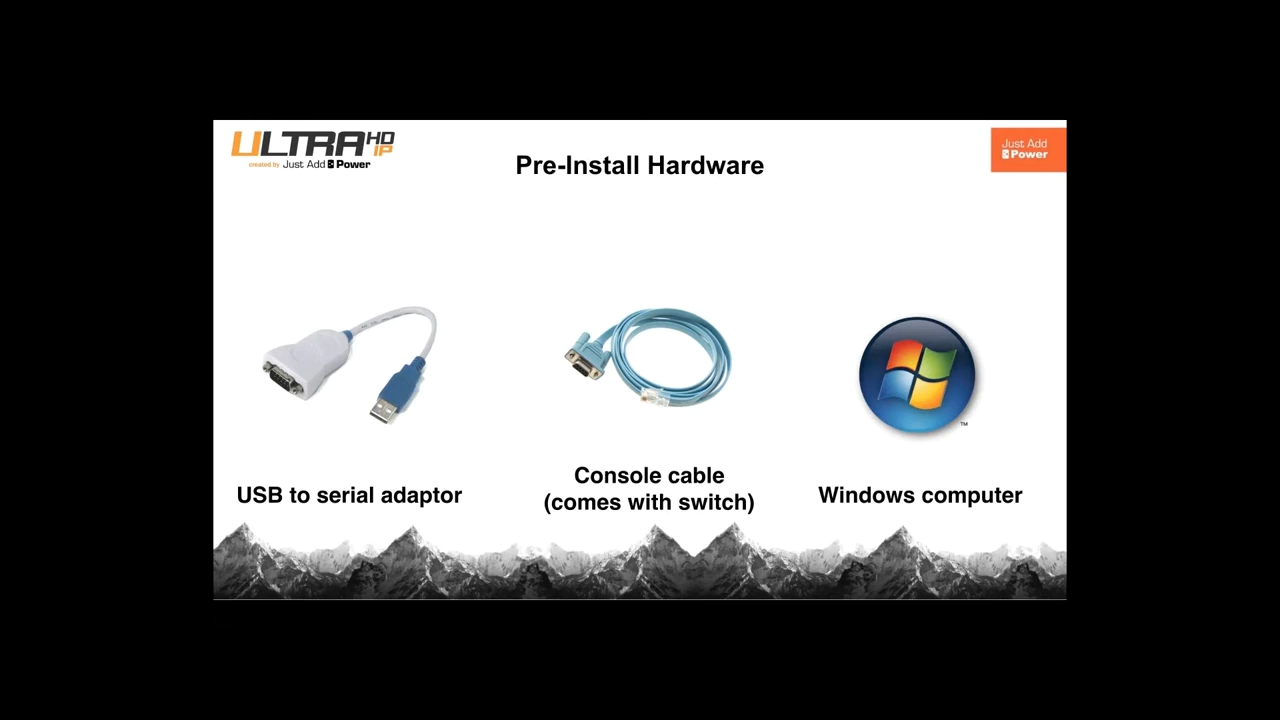 ULTRA HD IP
created by Just Add Power
Just Add
Power
Pre-Install Hardware
TM
USB to serial adaptor
Console cable
(comes with switch)
Windows computer